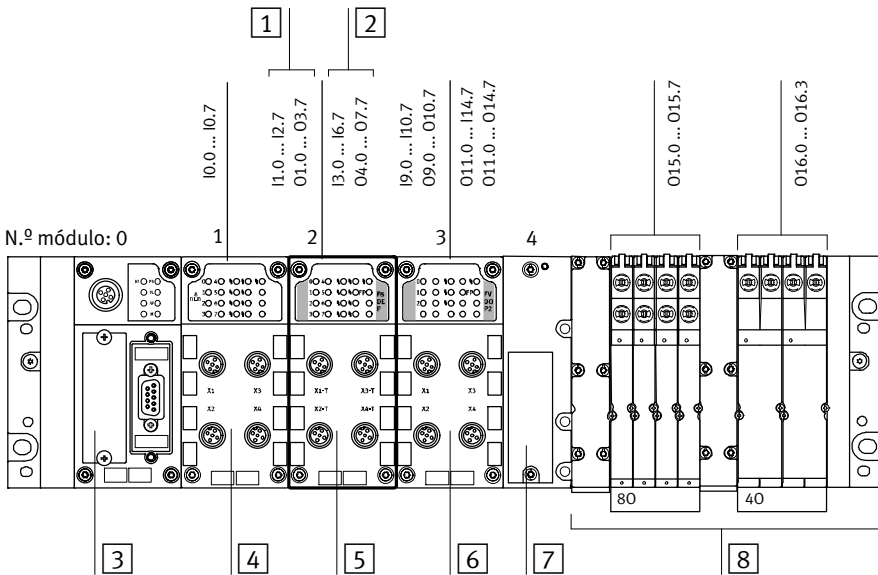 1
2
I0.0 ... I0.7
I1.0 ... I2.7
O1.0 ... O3.7
I3.0 ... I6.7
O4.0 ... O7.7
I9.0 ... I10.7
O9.0 ... O10.7
O11.0 ... I14.7
O11.0 ... O14.7
O15.0 ... O15.7
O16.0 ... O16.3
N.º módulo: 0
1
2
3
4
X1
X3
X2
X4
X1-T
X3-T
X2-T
X4-T
X1
X3
X2
X4
8O
4O
3
4
5
6
7
8